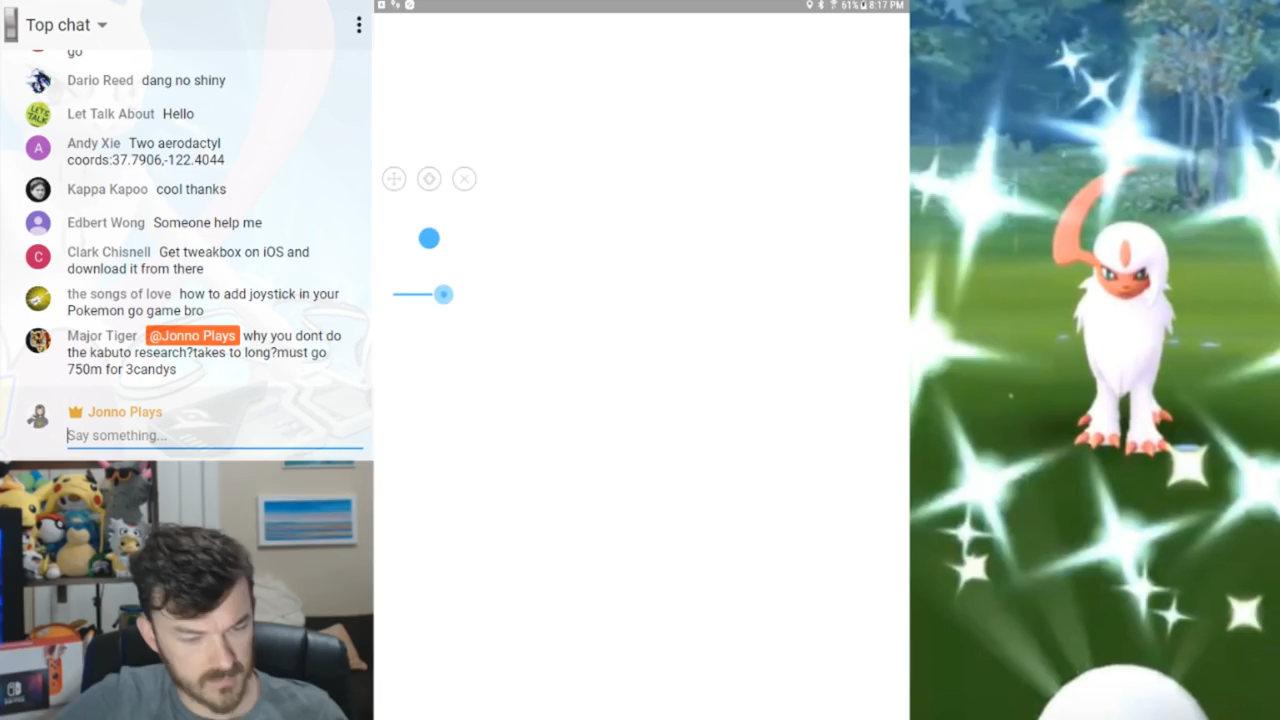 Top chat
go
Dario Reed dang no shiny
Let Talk About Hello
Andy Xie Two aerodactyl
coords:37.7906,-122.4044
Kappa Kapoo cool thanks
Edbert Wong Someone help me
Clark Chisnell Get tweakbox on iOS and
download it from there
the songs of love how to add joystick in your
Pokemon go game bro
Major Tiger @Jonno Plays why you dont do
the kabuto research?takes to long?must go
750m for 3candys
Jonno Plays
Say something...
61% 8:17 PM
LETS
TALK
A
C